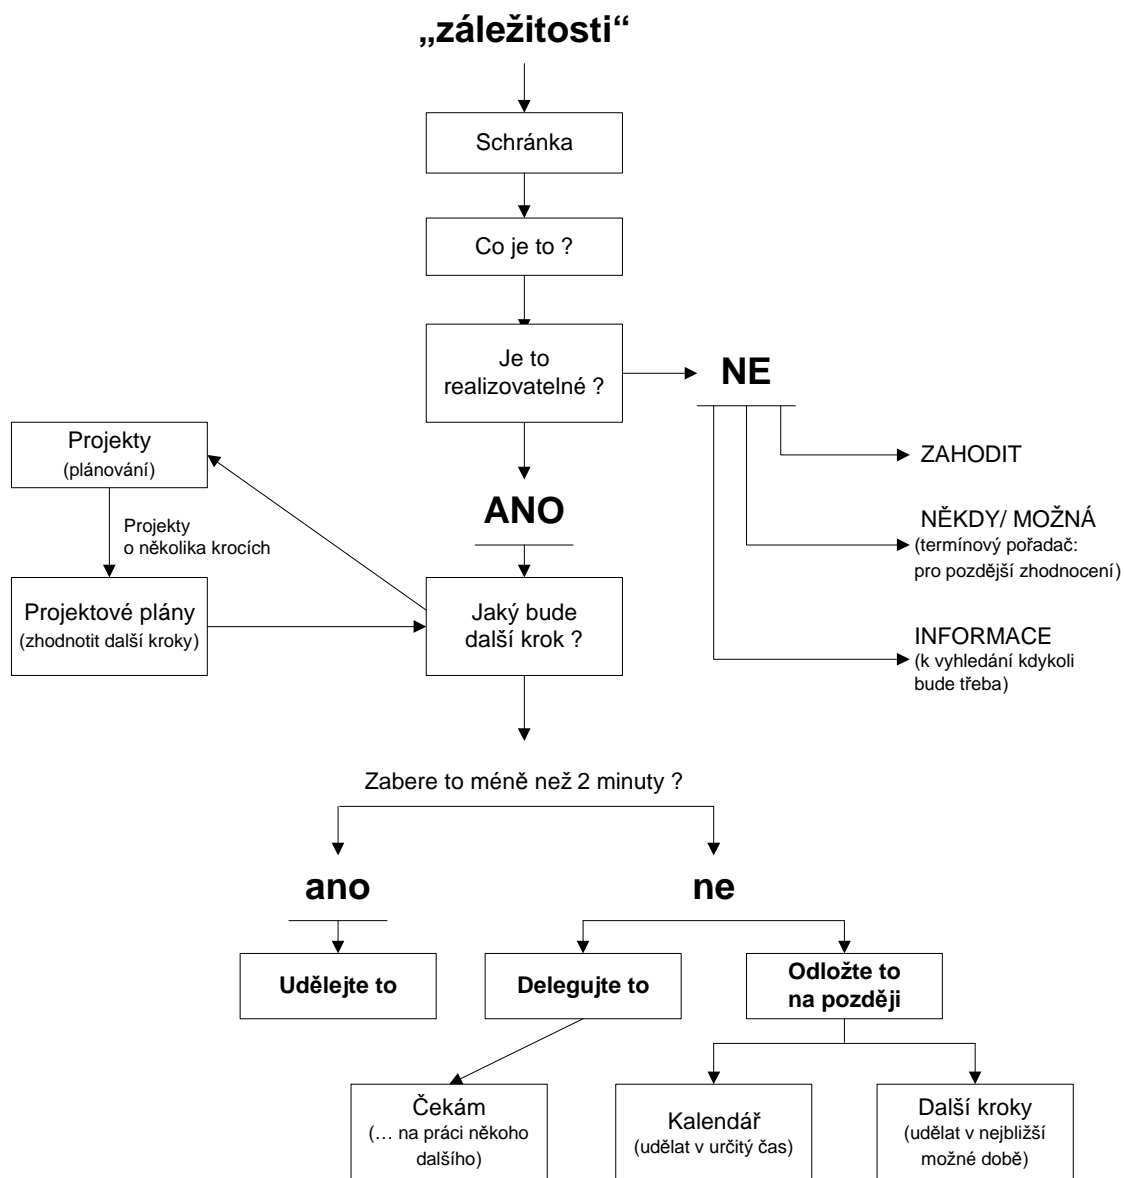 „záležitosti“
Schránka
Co je to ?
Je to
realizovatelné ?
NE
ZAHODIT
NĚKDY/ MOŽNÁ
(termínový pořadač:
pro pozdější zhodnocení)
INFORMACE
(k vyhledání kdykoli
bude třeba)
ANO
Projekty
(plánování)
Projekty
o několika krocích
Projektové plány
(zhodnotit další kroky)
Jaký bude
další krok ?
Zabere to méně než 2 minuty ?
ano
ne
Udělejte to
Delegujte to
Odložte to
na později
Čekám
(… na práci někoho
dalšího)
Kalendář
(udělat v určitý čas)
Další kroky
(udělat v nejbližší
možné době)